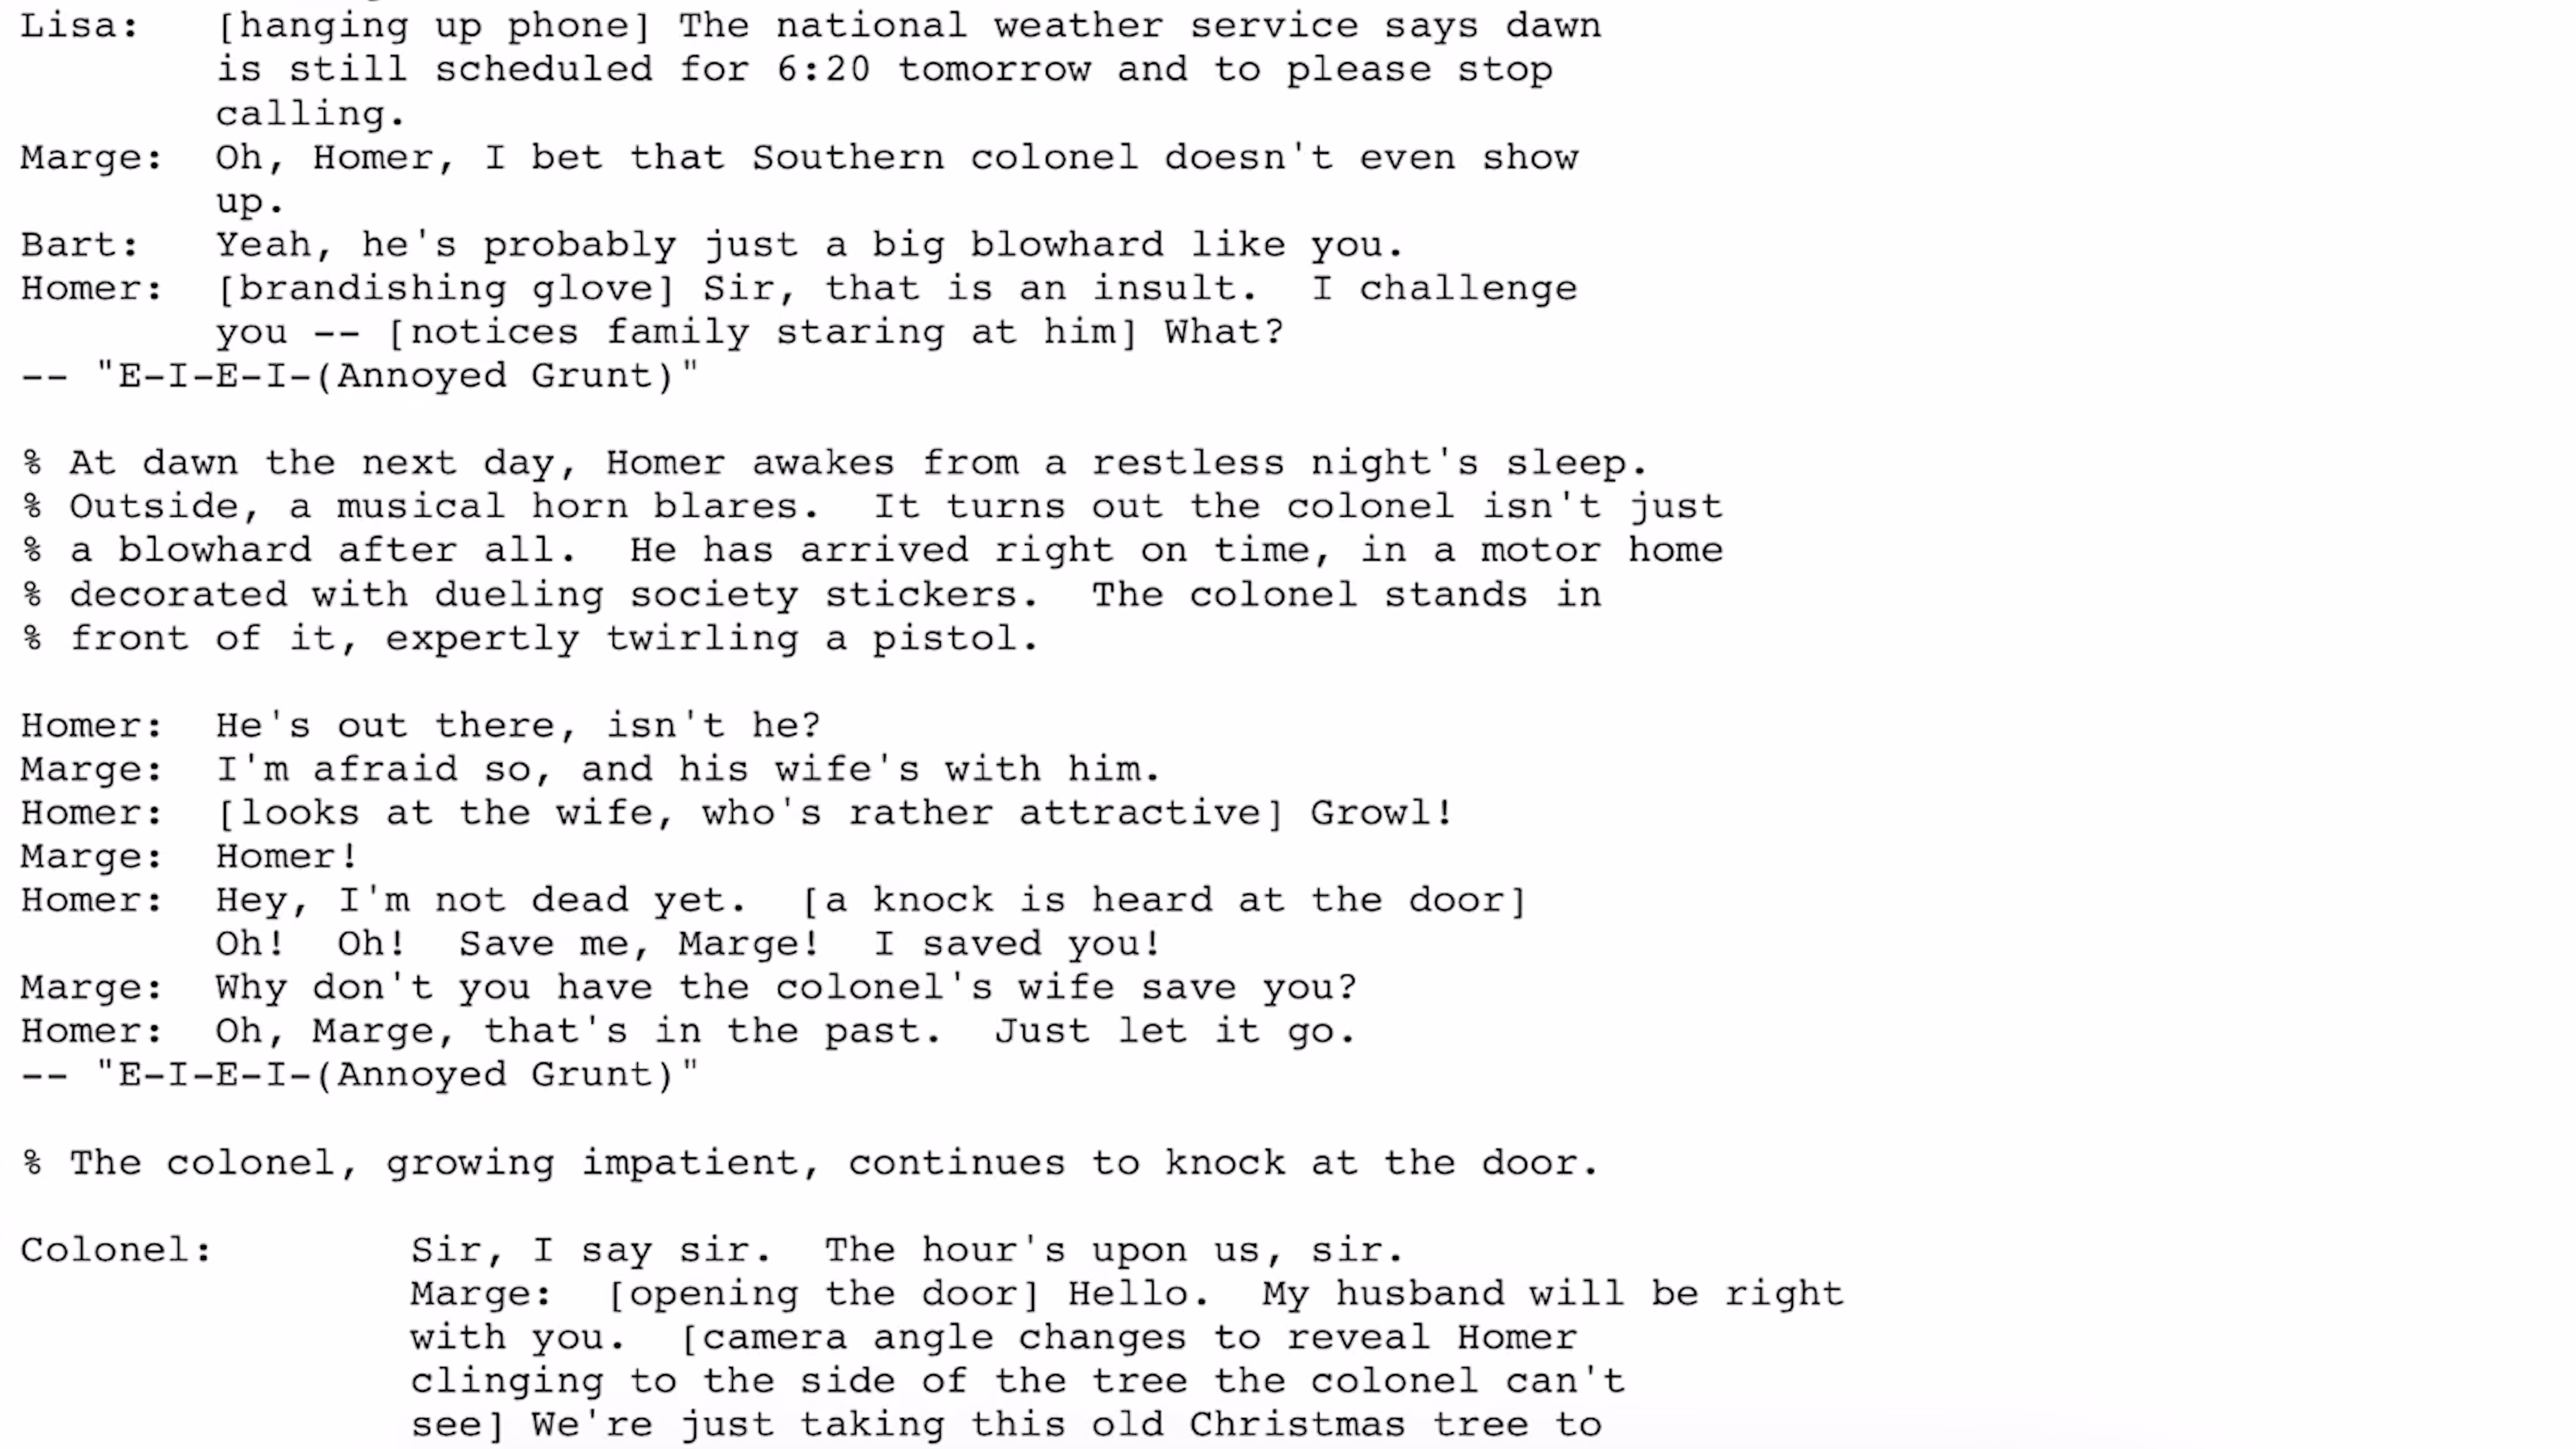 Lisa:   [hanging up phone] The national weather service says dawn
        is still scheduled for 6:20 tomorrow and to please stop
        calling.
Marge:  Oh, Homer, I bet that Southern colonel doesn't even show
        up.
Bart:   Yeah, he's probably just a big blowhard like you.
Homer:  [brandishing glove] Sir, that is an insult.  I challenge
        you -- [notices family staring at him] What?
-- "E-I-E-I-(Annoyed Grunt)"

% At dawn the next day, Homer awakes from a restless night's sleep.
% Outside, a musical horn blares.  It turns out the colonel isn't just
% a blowhard after all.  He has arrived right on time, in a motor home
% decorated with dueling society stickers.  The colonel stands in
% front of it, expertly twirling a pistol.

Homer:  He's out there, isn't he?
Marge:  I'm afraid so, and his wife's with him.
Homer:  [looks at the wife, who's rather attractive] Growl!
Marge:  Homer!
Homer:  Hey, I'm not dead yet.  [a knock is heard at the door]
        Oh!  Oh!  Save me, Marge!  I saved you!
Marge:  Why don't you have the colonel's wife save you?
Homer:  Oh, Marge, that's in the past.  Just let it go.
-- "E-I-E-I-(Annoyed Grunt)"

% The colonel, growing impatient, continues to knock at the door.

Colonel:        Sir, I say sir.  The hour's upon us, sir.
                Marge:  [opening the door] Hello.  My husband will be right
                with you.  [camera angle changes to reveal Homer
                clinging to the side of the tree the colonel can't
                see] We're just taking this old Christmas tree to